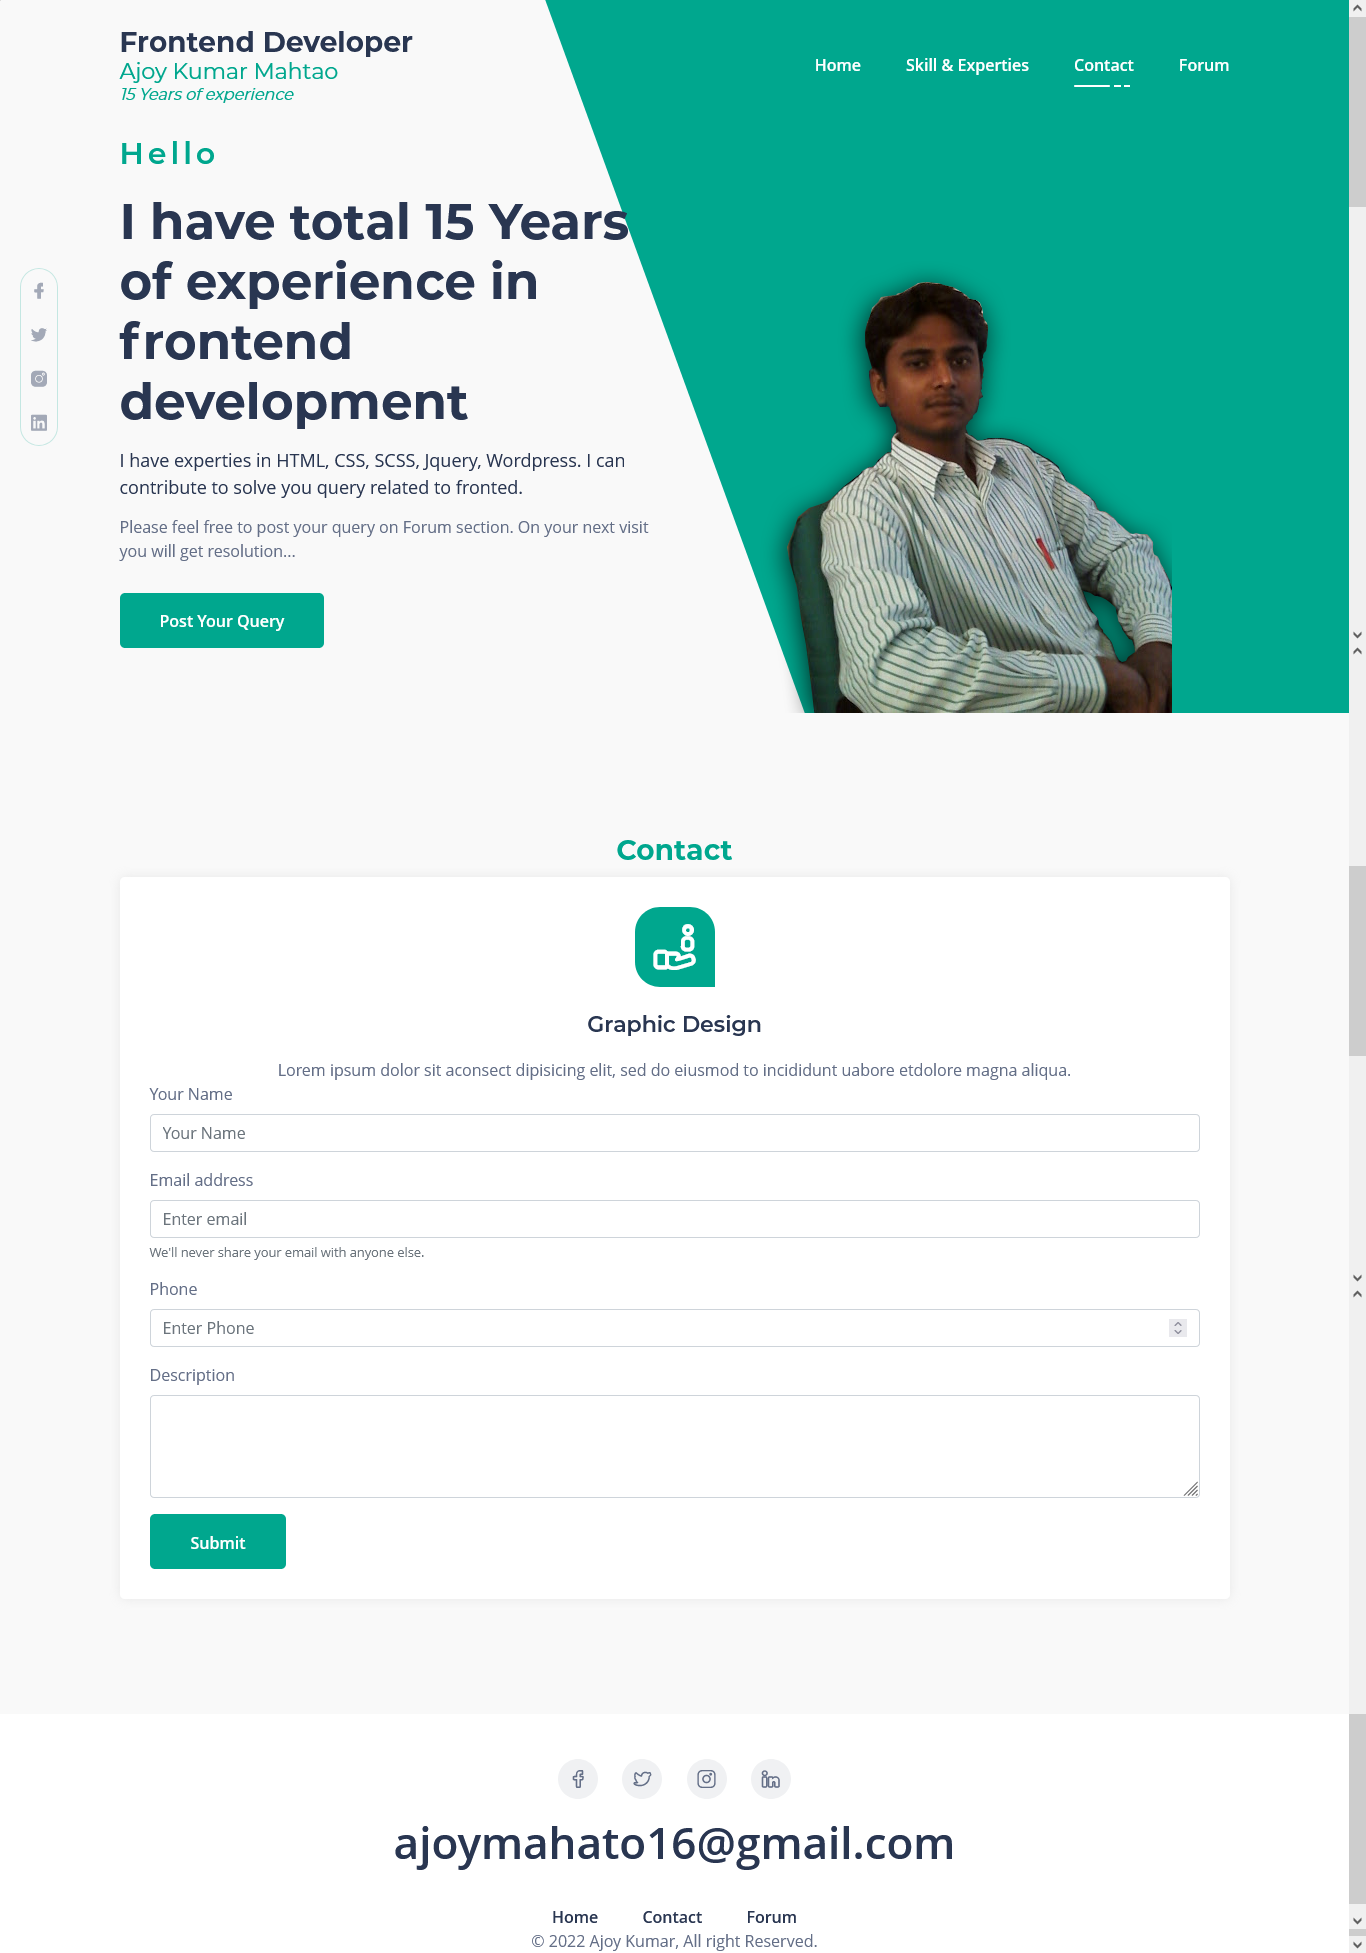 Frontend Developer
Ajoy Kumar Mahtao
15 Years of experience
Home
Skill & Experties
Contact
Forum
Hello
I have total 15 Years
of experience in
frontend
development
I have experties in HTML, CSS, SCSS, Jquery, Wordpress. I can
contribute to solve you query related to fronted.
Please feel free to post your query on Forum section. On your next visit
you will get resolution...
Post Your Query
Contact
Graphic Design
Lorem ipsum dolor sit aconsect dipisicing elit, sed do eiusmod to incididunt uabore etdolore magna aliqua.
Your Name
Your Name
Email address
Enter email
We'll never share your email with anyone else.
Phone
Enter Phone
Description
Submit
ajoymahato16@gmail.com
Home
Contact
Forum
© 2022 Ajoy Kumar, All right Reserved.